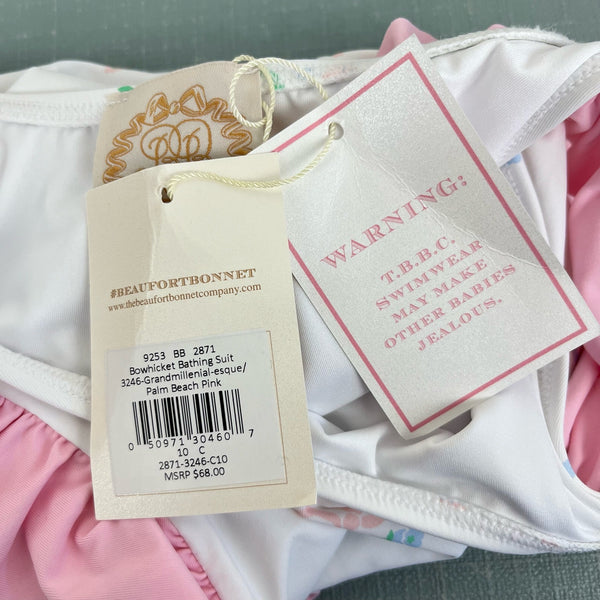 #BEAUFORTBONNET
www.thebeaufortbonnetcompany.com
9253 BB 2871
Bowhicket Bathing Suit
3246-Grandmillenial-esque/
Palm Beach Pink
0 50971 30460 7
10 C
2871-3246-C10
MSRP $68.00
WARNING:
T.B.B.C.
SWIMWEAR
MAY MAKE
OTHER BABIES
JEALOUS.